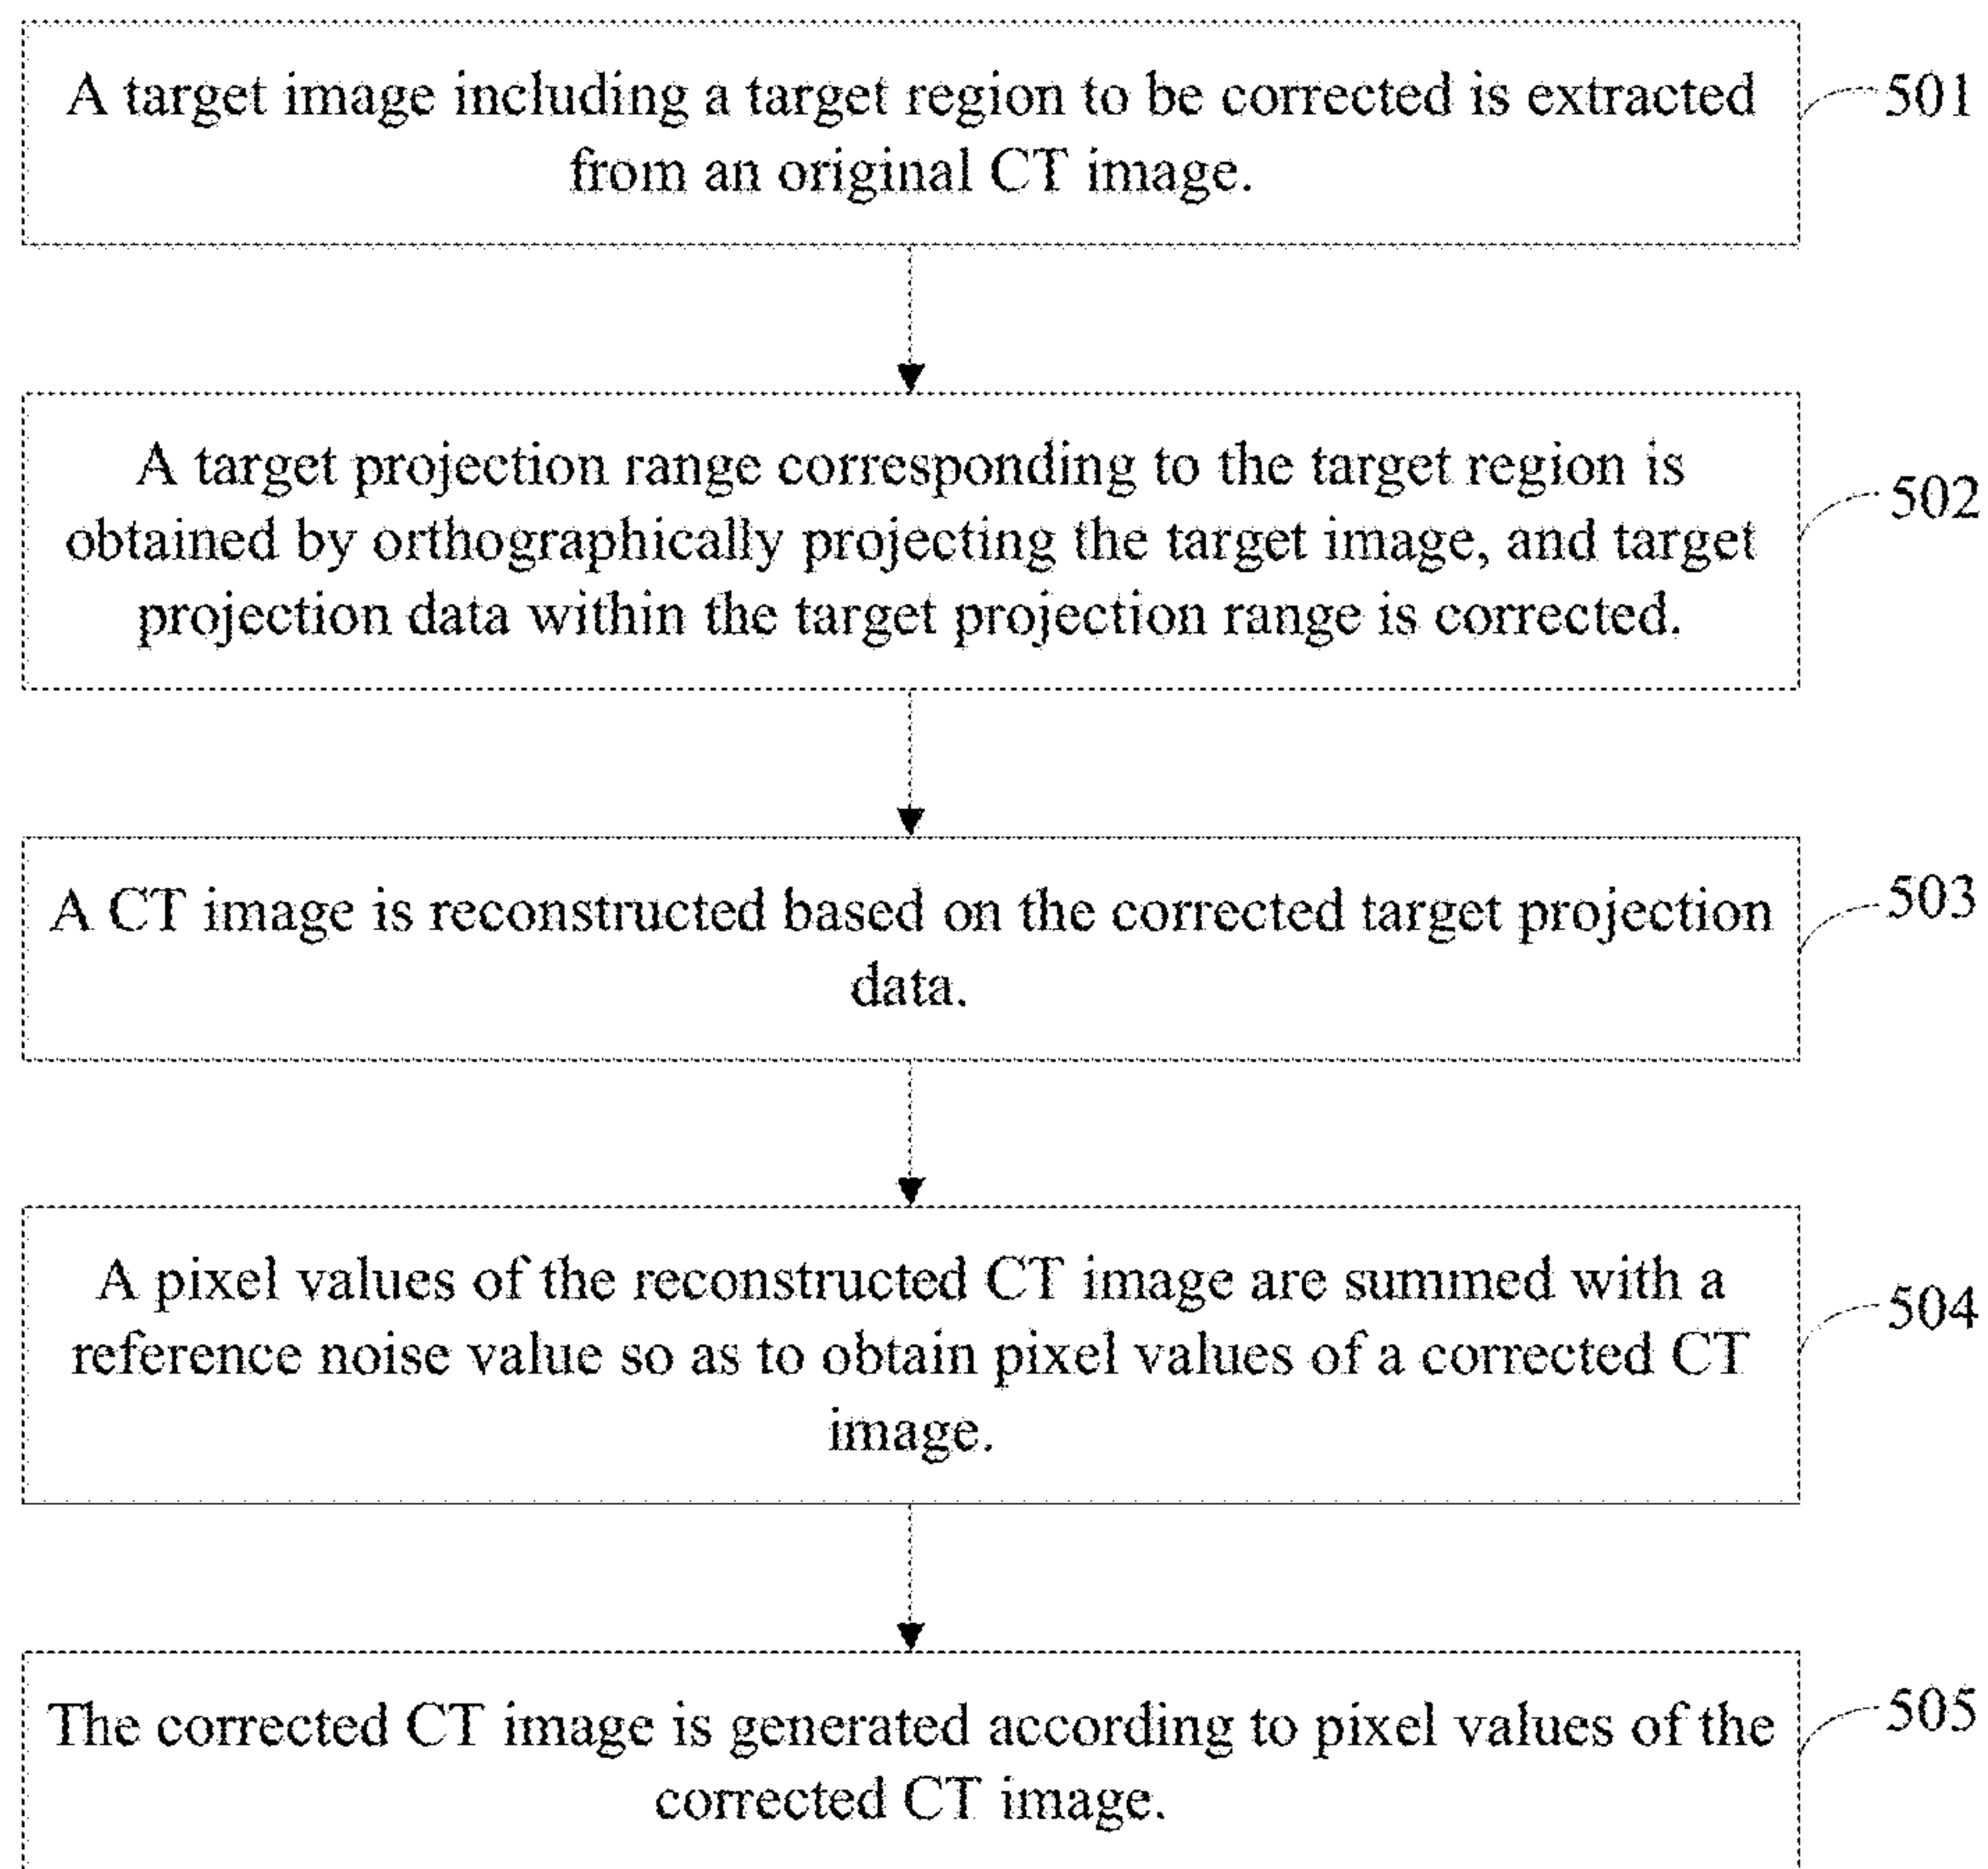 A target image including a target region to be corrected is extracted
from an original CT image.
501
A target projection range corresponding to the target region is
obtained by orthographically projecting the target image, and target
projection data within the target projection range is corrected.
502
A CT image is reconstructed based on the corrected target projection
data.
503
A pixel values of the reconstructed CT image are summed with a
reference noise value so as to obtain pixel values of a corrected CT
image.
504
The corrected CT image is generated according to pixel values of the
corrected CT image.
505